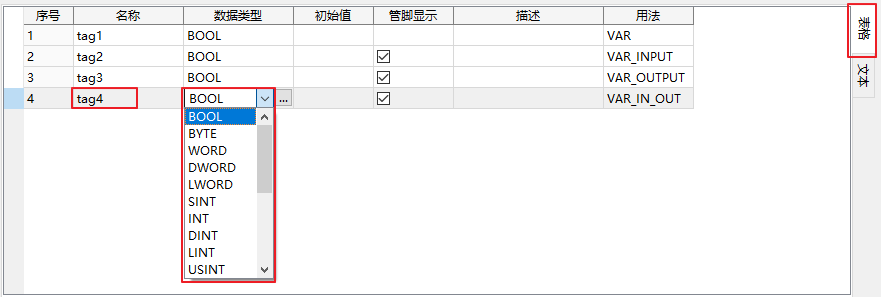 序号 名称 数据类型 初始值 管脚显示 描述 用法
1 tag1 BOOL VAR
2 tag2 BOOL VAR_INPUT
3 tag3 BOOL VAR_OUTPUT
4 tag4 BOOL ... VAR_IN_OUT
BOOL
BYTE
WORD
DWORD
LWORD
SINT
INT
DINT
LINT
USINT
表格
文本